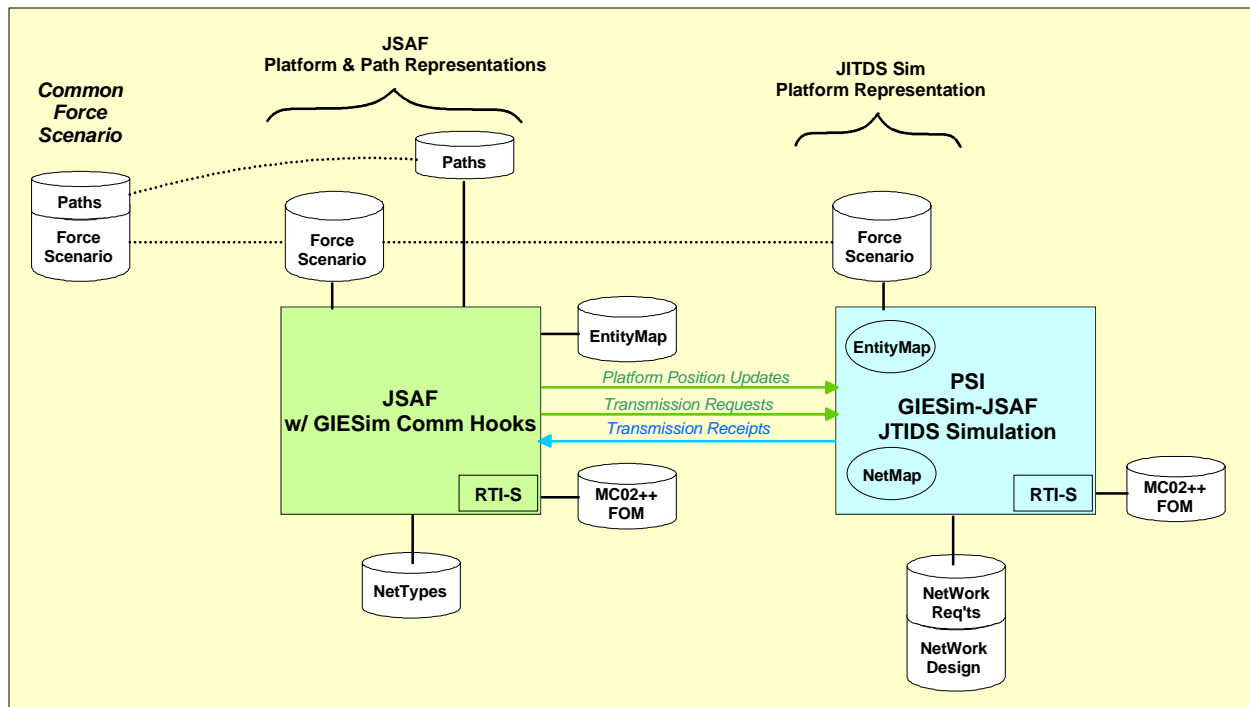 JSAF
Platform & Path Representations
JITDS Sim
Platform Representation
Common
Force
Scenario
Paths
Force
Scenario
Paths
Force
Scenario
Force
Scenario
EntityMap
JSAF
w/ GIESim Comm Hooks
RTI-S
MC02++
FOM
NetTypes
Platform Position Updates
Transmission Requests
Transmission Receipts
EntityMap
PSI
GIESim-JSAF
JTIDS Simulation
NetMap
RTI-S
MC02++
FOM
NetWork
Req'ts
NetWork
Design